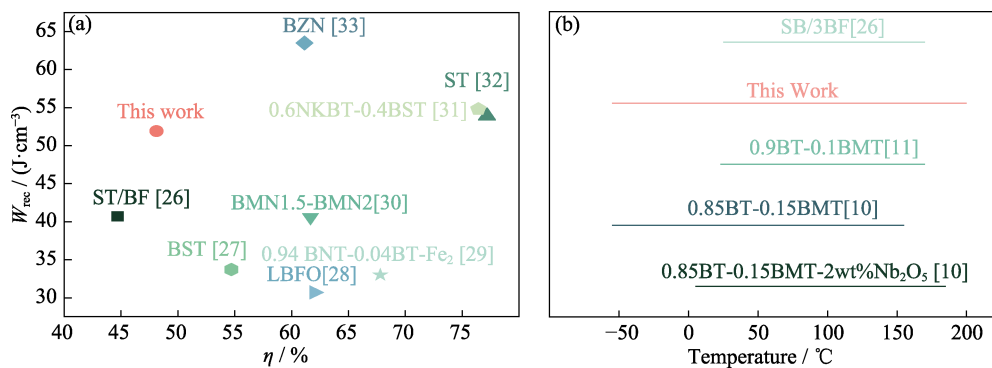 (a)
BZN [33]
ST [32]
0.6NKBT-0.4BST [31]
This work
ST/BF [26]
BMN1.5-BMN2[30]
BST [27]
0.94 BNT-0.04BT-Fe₂ [29]
LBFO[28]
65
60
55
50
45
40
35
30
Wrec / (J·cm⁻³)
40 45 50 55 60 65 70 75
η / %
(b)
SB/3BF[26]
This Work
0.9BT-0.1BMT[11]
0.85BT-0.15BMT[10]
0.85BT-0.15BMT-2wt%Nb₂O₅ [10]
−50 0 50 100 150 200
Temperature / ℃